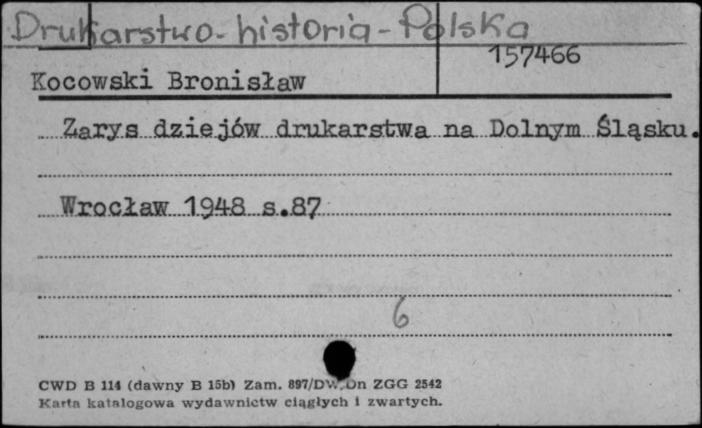 Drukarstwo-historia-Polska
157466
Kocowski Bronisław
Zarys dziejów drukarstwa na Dolnym Śląsku.
Wrocław 1948 s.87
6
CWD B 114 (dawny B 15b) Zam. 897/DW.Dn ZGG 2542
Karta katalogowa wydawnictw ciągłych i zwartych.